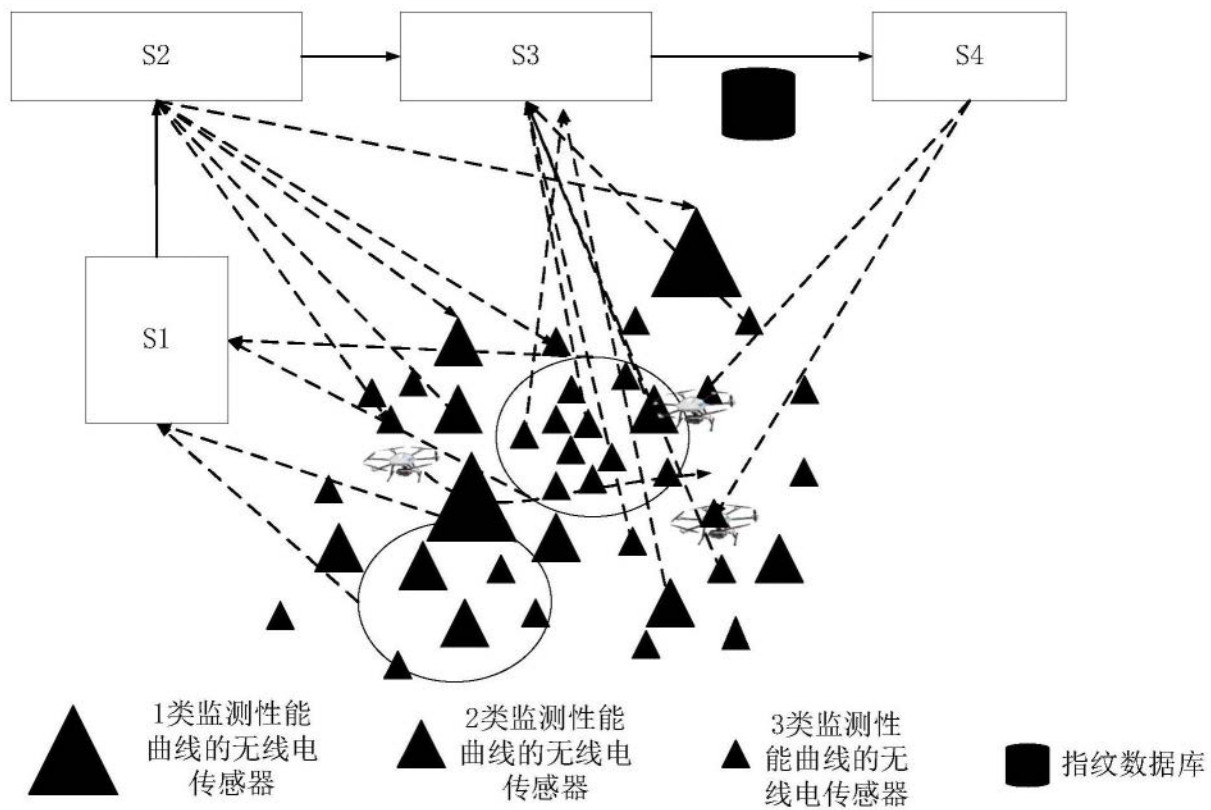 S2
S3
S4
S1
1类监测性能
曲线的无线电
传感器
2类监测性能
曲线的无线电
传感器
3类监测性
能曲线的无
线电传感器
指纹数据库